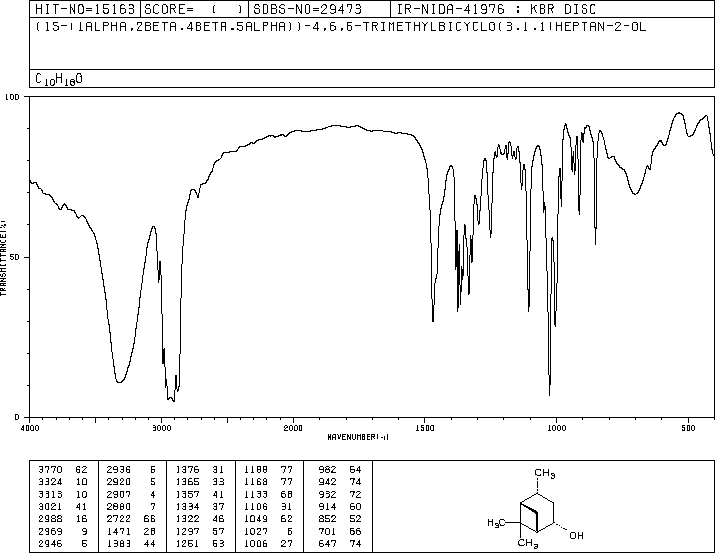 HIT-NO=15163 SCORE= ( ) SDBS-NO=29473 IR-NIDA-41976 : KBR DISC
(1S-(1ALPHA,2BETA,4BETA,5ALPHA))-4,6,6-TRIMETHYLBICYCLO(3.1.1)HEPTAN-2-OL
C10H18O
100
50
0
TRANSMITTANCE(%)
4000 3000 2000 1500 1000 500
WAVENUMBER(-1)
3770 62 2936 6 1376 31 1188 77 982 64
3324 10 2920 5 1365 33 1168 77 942 74
3313 10 2907 4 1357 41 1133 68 932 72
3021 41 2880 7 1334 37 1106 31 914 60
2988 16 2722 66 1322 46 1049 62 852 52
2969 9 1471 28 1297 57 1027 6 701 66
2946 5 1383 44 1251 53 1006 27 647 74
CH3
H3C
CH3
OH